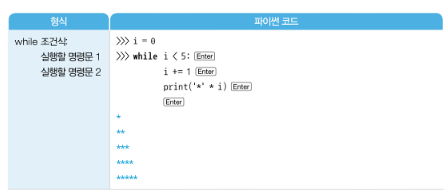 형식
파이썬 코드
while 조건식:
실행할 명령문 1
실행할 명령문 2
>>> i = 0
>>> while i < 5: Enter
i += 1 Enter
print('*' * i) Enter
Enter
*
**
***
****
*****